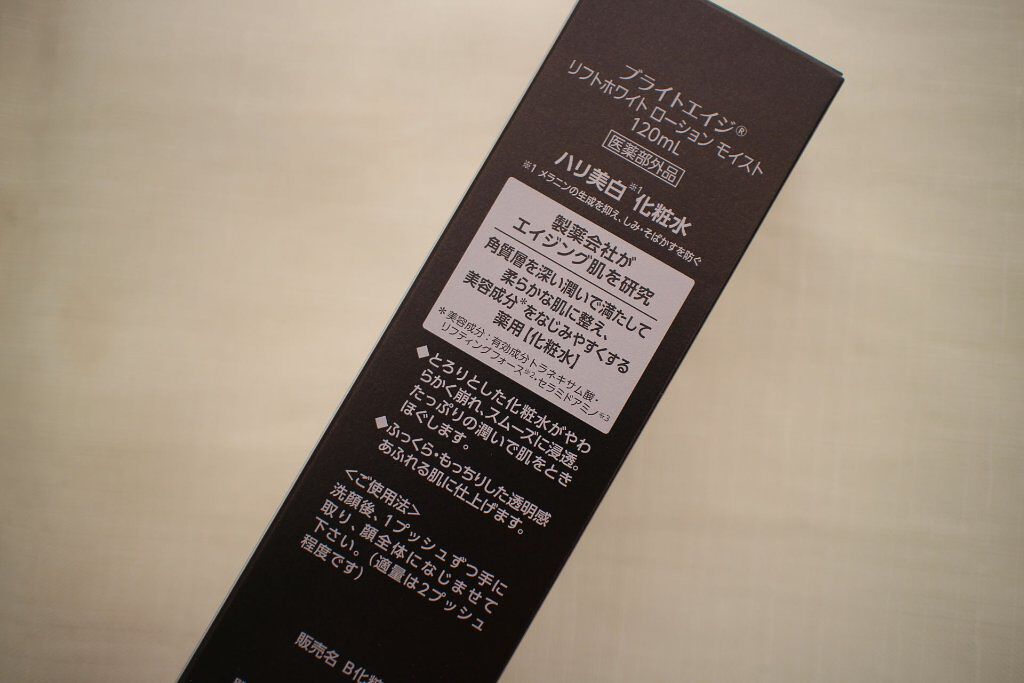 ブライトエイジ®
リフトホワイト ローション モイスト
120mL
医薬部外品
ハリ美白※1化粧水
※1 メラニンの生成を抑え、しみ・そばかすを防ぐ
製薬会社が
エイジング肌を研究
角質層を深い潤いで満たして
柔らかな肌に整え、
美容成分＊をなじみやすくする
薬用［化粧水］
＊美容成分：有効成分トラネキサム酸・
リフティングフォース※2・セラミドアミノ※3
◆とろりとした化粧水がやわ
らかく崩れ、スムーズに浸透。
たっぷりの潤いで肌をとき
ほぐします。
◆ふっくら・もっちりした透明感
あふれる肌に仕上げます。
＜ご使用法＞
洗顔後、1プッシュずつ手に
取り、顔全体になじませて
下さい。（適量は2プッシュ
程度です）
販売名 B化粧